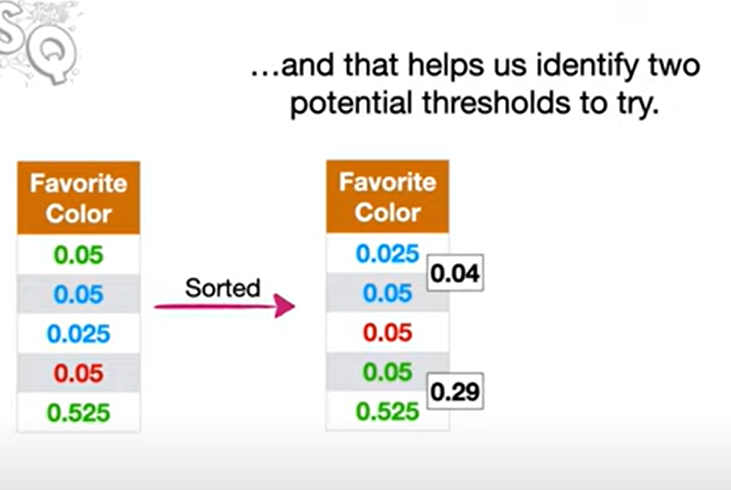 SQ
...and that helps us identify two
potential thresholds to try.
Favorite
Color
0.05
0.05
0.025
0.05
0.525
Sorted
Favorite
Color
0.025
0.05
0.05
0.05
0.525
0.04
0.29